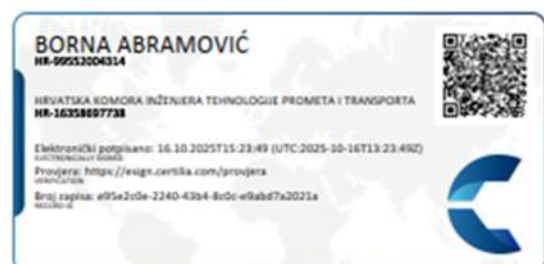 BORNA ABRAMOVIĆ
HR-99552004314
HRVATSKA KOMORA INŽENJERA TEHNOLOGIJE PROMETA I TRANSPORTA
HR-16358697738
Elektronički potpisano: 16.10.2025T15:23:49 (UTC:2025-10-16T13:23:49Z)
ELECTRONICALLY SIGNED
Provjera: https://esign.certilia.com/provjera
VERIFICATION
Broj zapisa: e95e2c0e-2240-43b4-8c0c-e9abd7a2021a
RECORD ID